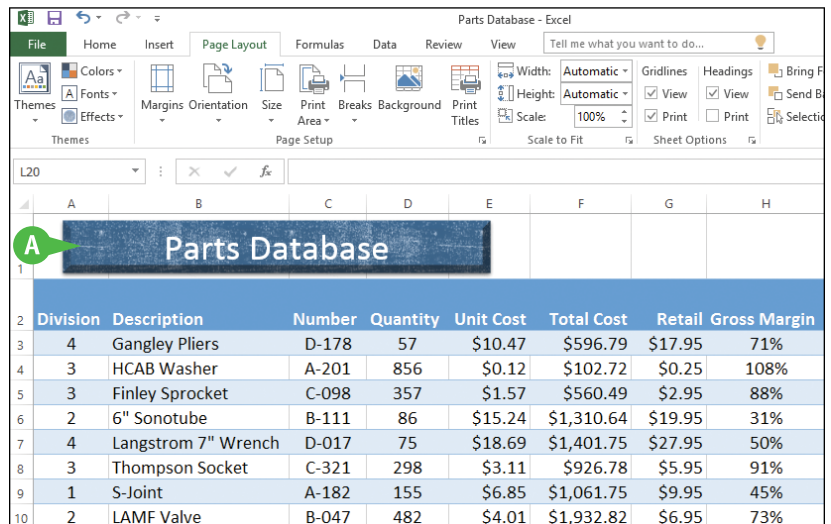 Parts Database - Excel
File Home Insert Page Layout Formulas Data Review View Tell me what you want to do...
Aa Colors Width: Automatic Gridlines Headings Bring F
A Fonts Height: Automatic View View Send Ba
Themes Effects Margins Orientation Size Print Area Breaks Background Print Titles Scale: 100% Print Print Selectio
Themes Page Setup Scale to Fit Sheet Options
L20 fx
A B C D E F G H
A Parts Database
1
2 Division Description Number Quantity Unit Cost Total Cost Retail Gross Margin
3 4 Gangley Pliers D-178 57 $10.47 $596.79 $17.95 71%
4 3 HCAB Washer A-201 856 $0.12 $102.72 $0.25 108%
5 3 Finley Sprocket C-098 357 $1.57 $560.49 $2.95 88%
6 2 6" Sonotube B-111 86 $15.24 $1,310.64 $19.95 31%
7 4 Langstrom 7" Wrench D-017 75 $18.69 $1,401.75 $27.95 50%
8 3 Thompson Socket C-321 298 $3.11 $926.78 $5.95 91%
9 1 S-Joint A-182 155 $6.85 $1,061.75 $9.95 45%
10 2 LAMF Valve B-047 482 $4.01 $1,932.82 $6.95 73%